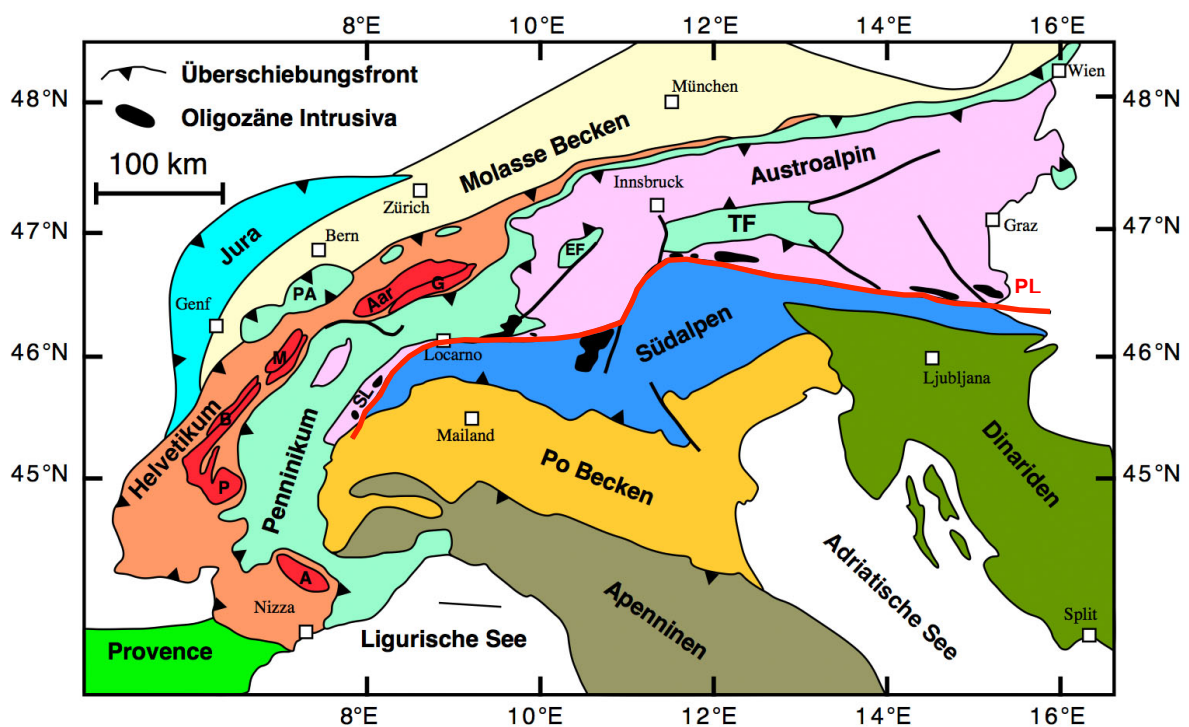 8°E
10°E
12°E
14°E
16°E
Überschiebungsfront
Oligozäne Intrusiva
100 km
48°N
48°N
47°N
47°N
46°N
46°N
45°N
45°N
Wien
München
Molasse Becken
Austroalpin
Innsbruck
Zürich
Jura
Bern
TF
Graz
EF
PL
PA
Aar
G
Genf
Locarno
Südalpen
M
Ljubljana
SL
B
Mailand
Helvetikum
Penninikum
P
Po Becken
Dinariden
A
Nizza
Adriatische See
Apenninen
Split
Ligurische See
Provence
8°E
10°E
12°E
14°E
16°E